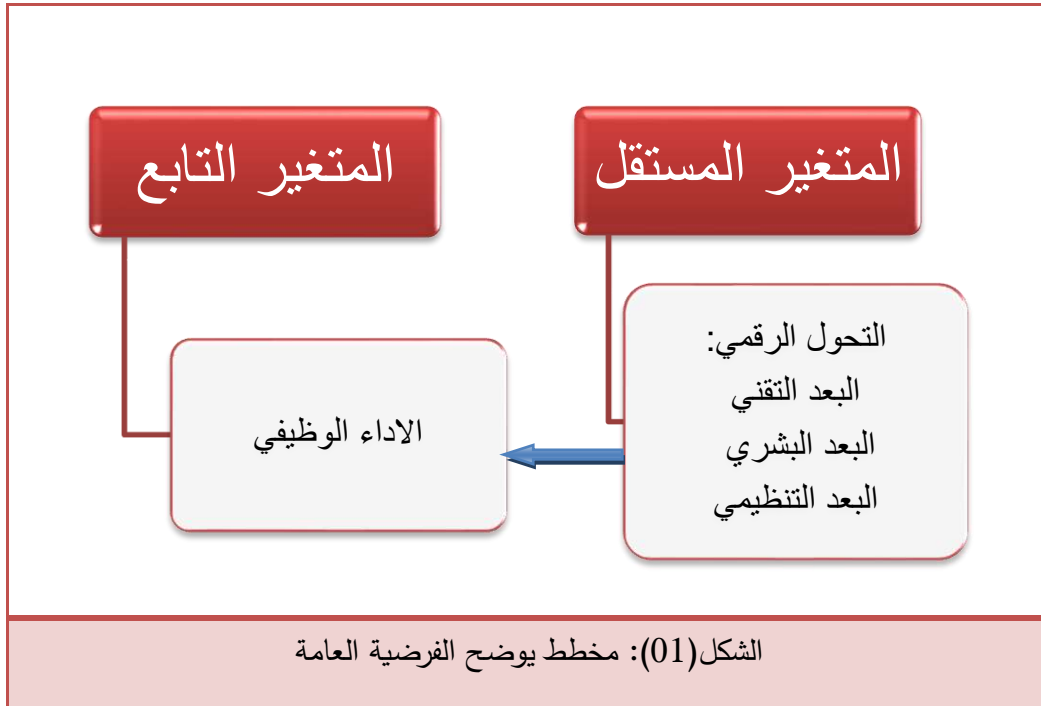 المتغير المستقل
المتغير التابع
التحول الرقمي:
البعد التقني
البعد البشري
البعد التنظيمي
الاداء الوظيفي
الشكل(01): مخطط يوضح الفرضية العامة